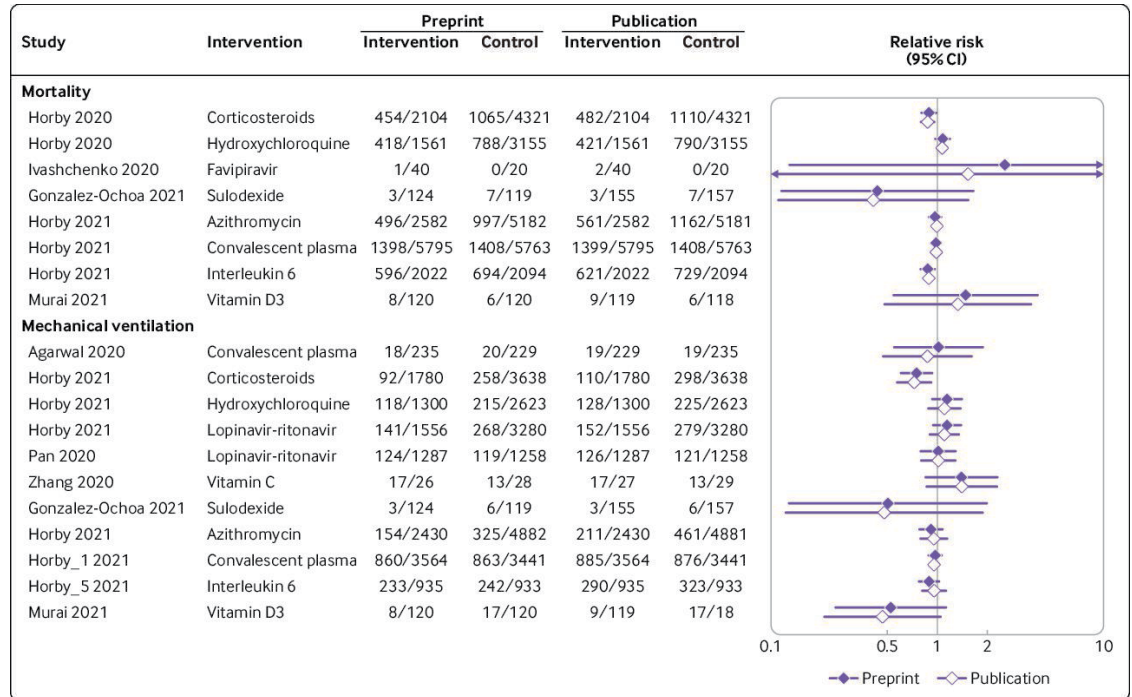 Preprint Publication
Study Intervention Intervention Control Intervention Control Relative risk
(95% CI)
Mortality
Horby 2020 Corticosteroids 454/2104 1065/4321 482/2104 1110/4321
Horby 2020 Hydroxychloroquine 418/1561 788/3155 421/1561 790/3155
Ivashchenko 2020 Favipiravir 1/40 0/20 2/40 0/20
Gonzalez-Ochoa 2021 Sulodexide 3/124 7/119 3/155 7/157
Horby 2021 Azithromycin 496/2582 997/5182 561/2582 1162/5181
Horby 2021 Convalescent plasma 1398/5795 1408/5763 1399/5795 1408/5763
Horby 2021 Interleukin 6 596/2022 694/2094 621/2022 729/2094
Murai 2021 Vitamin D3 8/120 6/120 9/119 6/118
Mechanical ventilation
Agarwal 2020 Convalescent plasma 18/235 20/229 19/229 19/235
Horby 2021 Corticosteroids 92/1780 258/3638 110/1780 298/3638
Horby 2021 Hydroxychloroquine 118/1300 215/2623 128/1300 225/2623
Horby 2021 Lopinavir-ritonavir 141/1556 268/3280 152/1556 279/3280
Pan 2020 Lopinavir-ritonavir 124/1287 119/1258 126/1287 121/1258
Zhang 2020 Vitamin C 17/26 13/28 17/27 13/29
Gonzalez-Ochoa 2021 Sulodexide 3/124 6/119 3/155 6/157
Horby 2021 Azithromycin 154/2430 325/4882 211/2430 461/4881
Horby_1 2021 Convalescent plasma 860/3564 863/3441 885/3564 876/3441
Horby_5 2021 Interleukin 6 233/935 242/933 290/935 323/933
Murai 2021 Vitamin D3 8/120 17/120 9/119 17/18
0.1 0.5 1 2 10
Preprint Publication